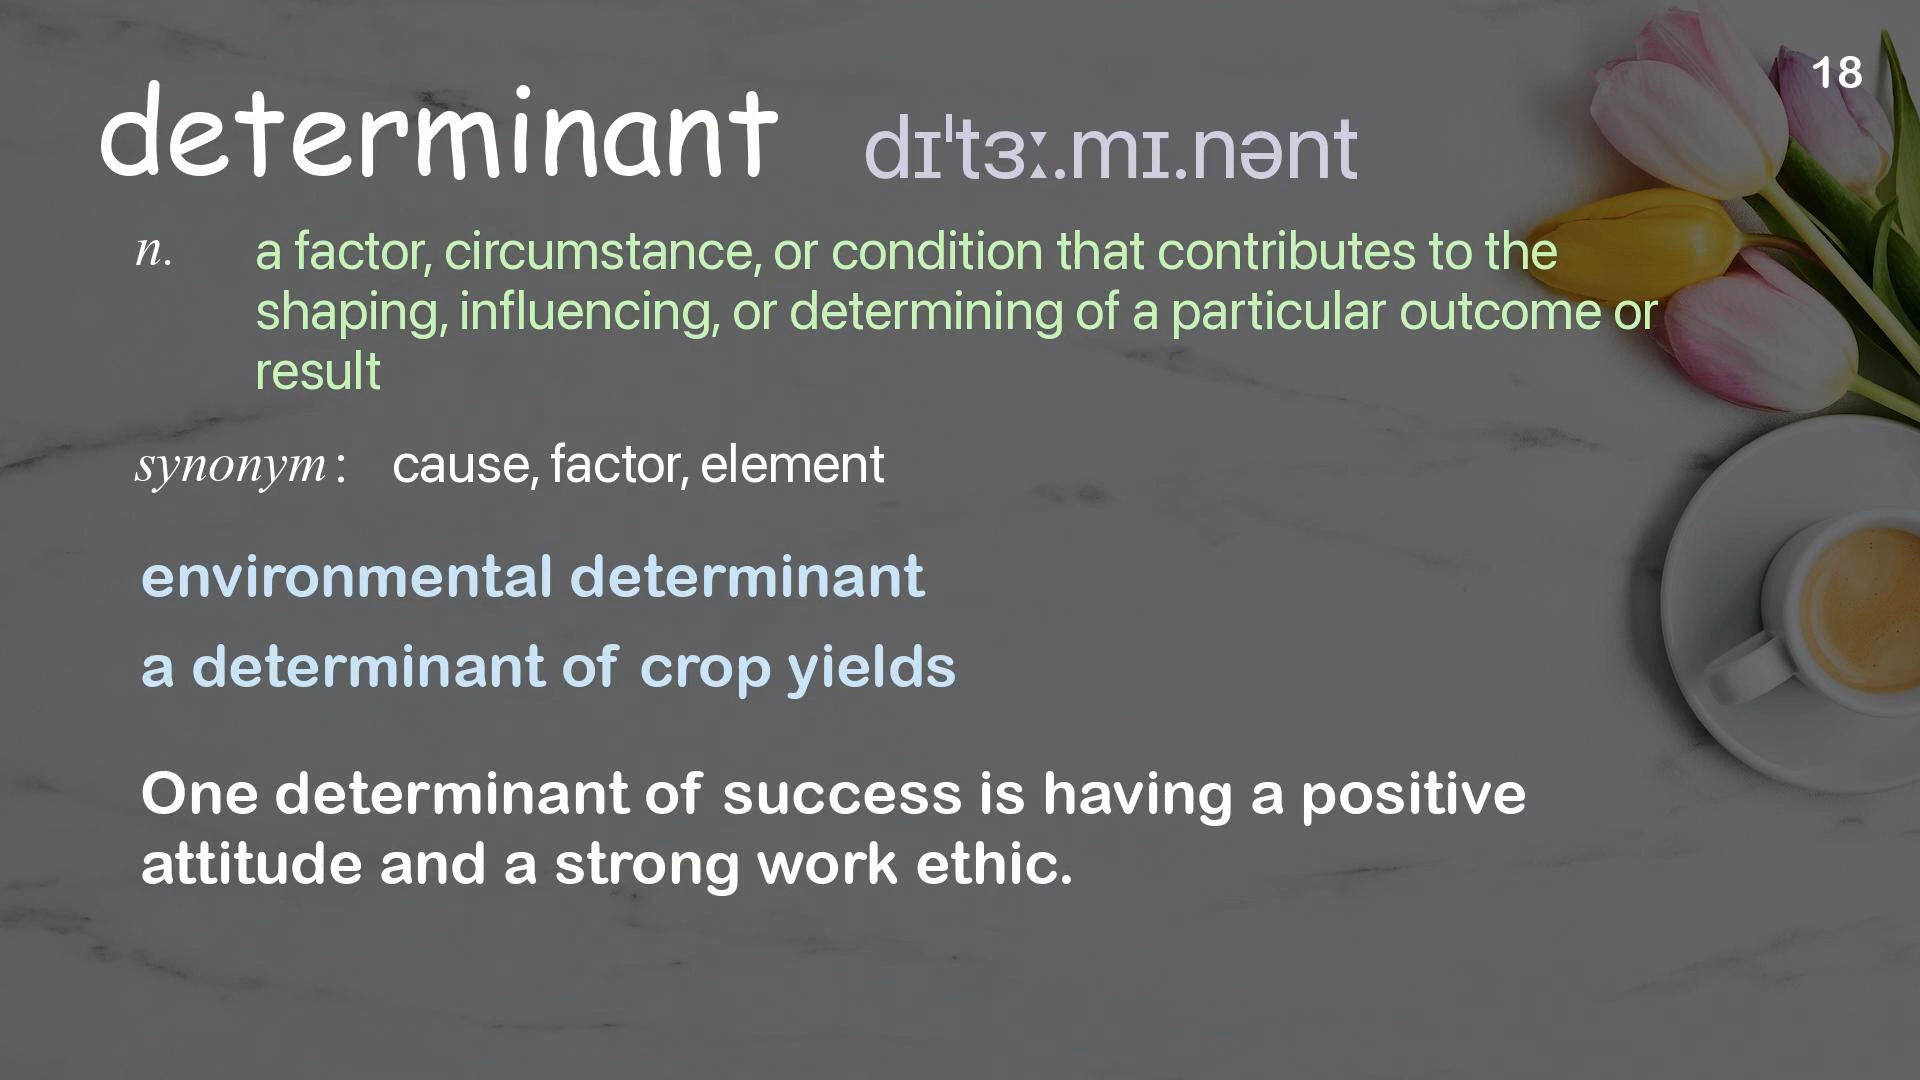 18
determinant dɪˈtɜː.mɪ.nənt
n. a factor, circumstance, or condition that contributes to the
shaping, influencing, or determining of a particular outcome or
result
synonym: cause, factor, element
environmental determinant
a determinant of crop yields
One determinant of success is having a positive
attitude and a strong work ethic.